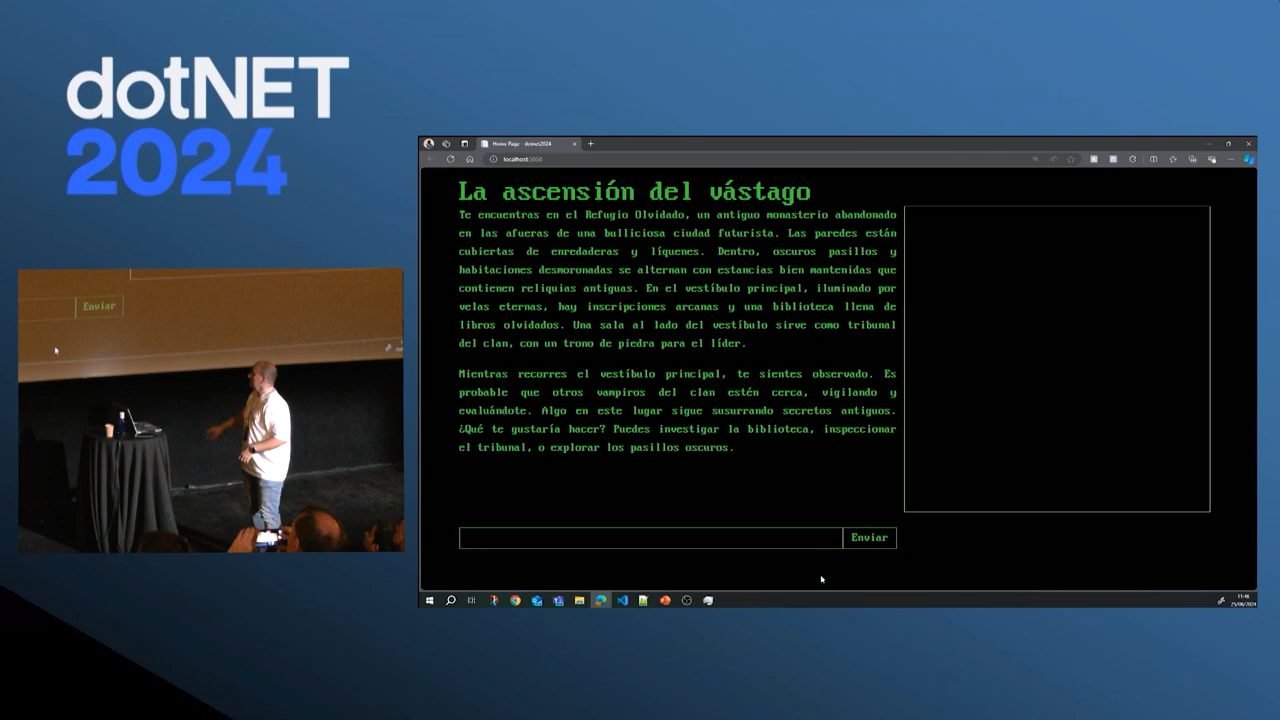 dotNET
2024
Home Page - dotnet2024
localhost:5050
La ascensión del vástago
Te encuentras en el Refugio Olvidado, un antiguo monasterio abandonado
en las afueras de una bulliciosa ciudad futurista. Las paredes están
cubiertas de enredaderas y líquenes. Dentro, oscuros pasillos y
habitaciones desmoronadas se alternan con estancias bien mantenidas que
contienen reliquias antiguas. En el vestíbulo principal, iluminado por
velas eternas, hay inscripciones arcanas y una biblioteca llena de
libros olvidados. Una sala al lado del vestíbulo sirve como tribunal
del clan, con un trono de piedra para el líder.
Mientras recorres el vestíbulo principal, te sientes observado. Es
probable que otros vampiros del clan estén cerca, vigilando y
evaluándote. Algo en este lugar sigue susurrando secretos antiguos.
¿Qué te gustaría hacer? Puedes investigar la biblioteca, inspeccionar
el tribunal, o explorar los pasillos oscuros.
Enviar
11:46
25/06/2024
Enviar